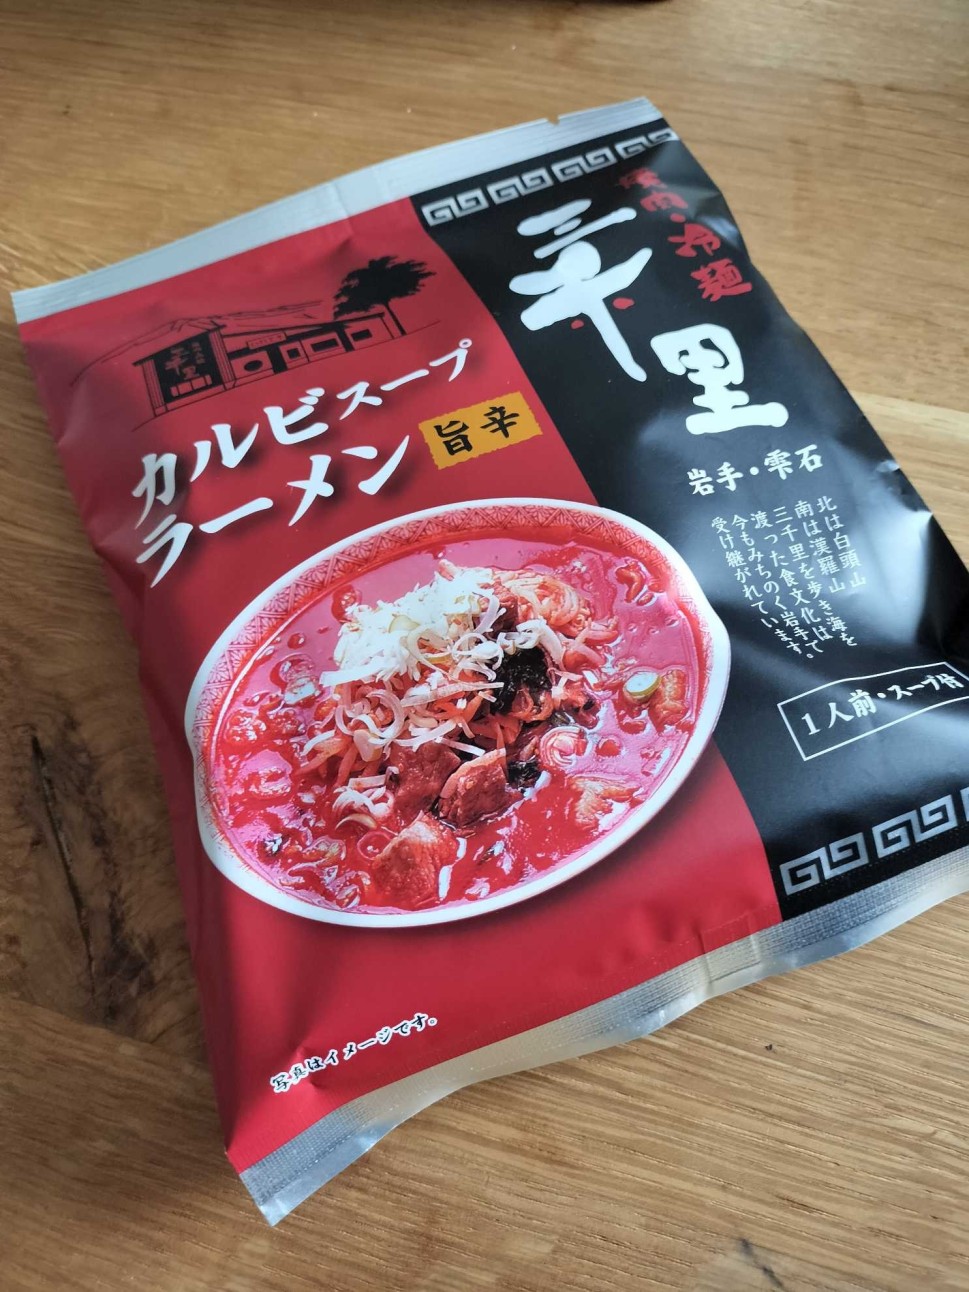 焼肉・冷麺
三千里
岩手・雫石
北は白頭山
南は漢羅山
三千里を歩き海を
渡った食文化は
今もみちのく岩手で
受け継がれています。
1人前・スープ付
三千里
カルビスープ
ラーメン
旨辛
写真はイメージです。